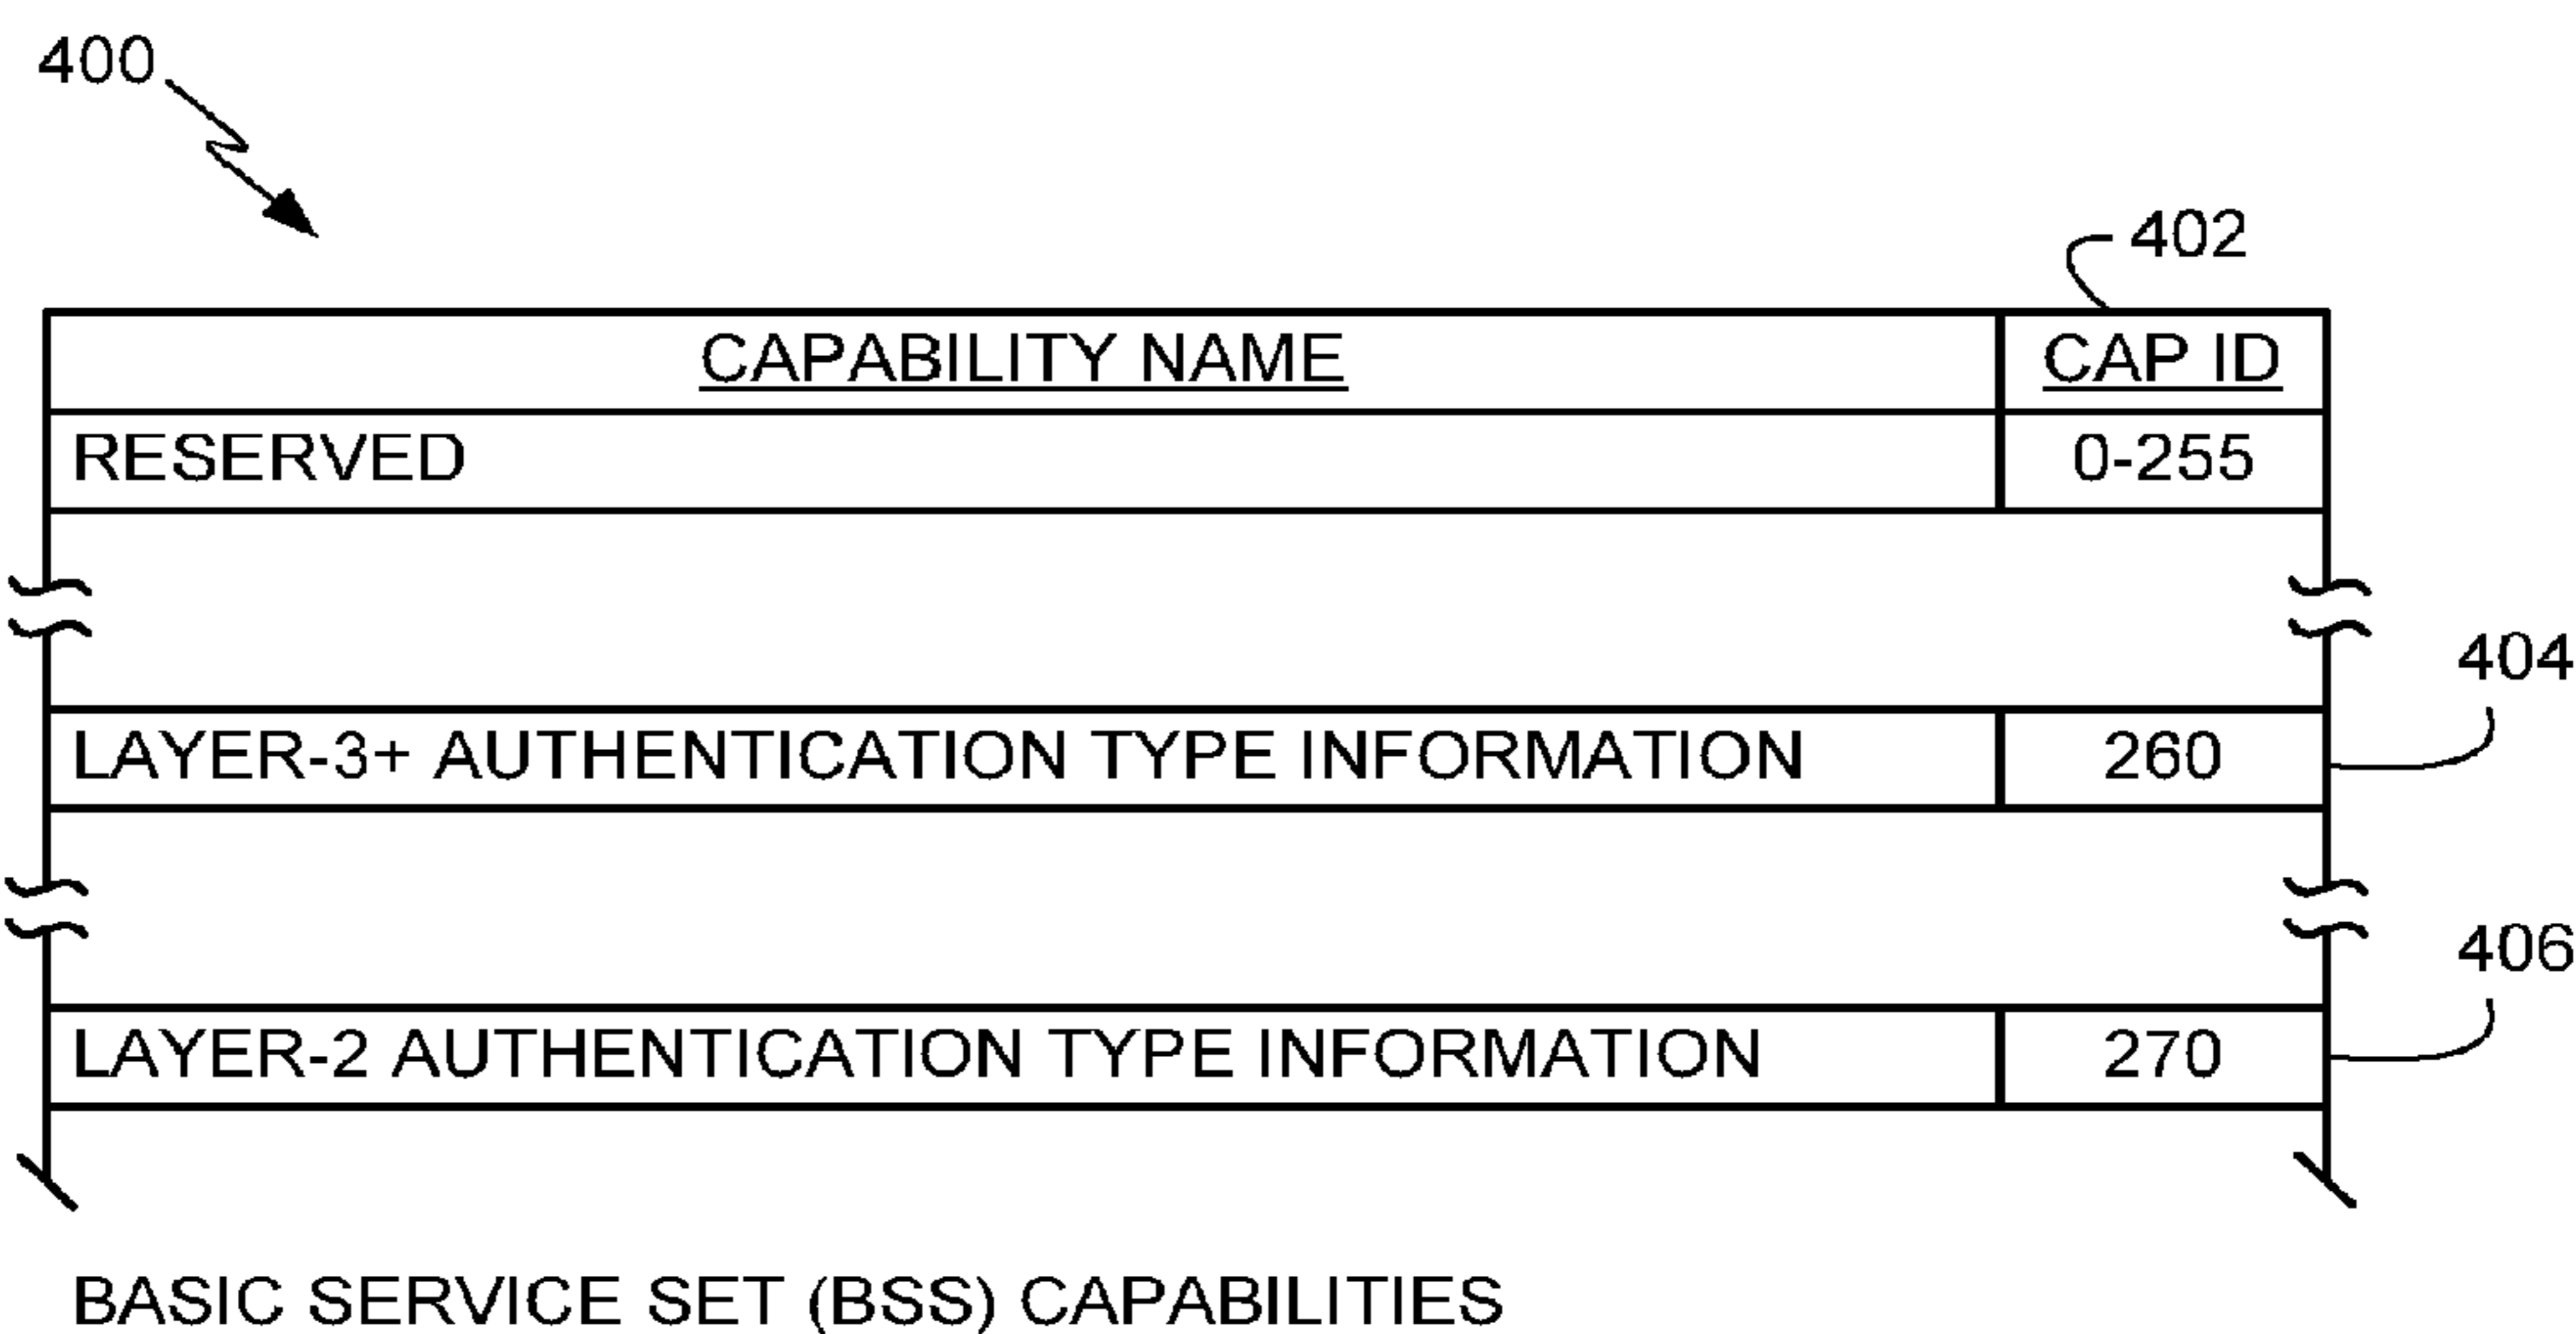 400
402
CAPABILITY NAME CAP ID
RESERVED 0-255
404
LAYER-3+ AUTHENTICATION TYPE INFORMATION 260
406
LAYER-2 AUTHENTICATION TYPE INFORMATION 270
BASIC SERVICE SET (BSS) CAPABILITIES